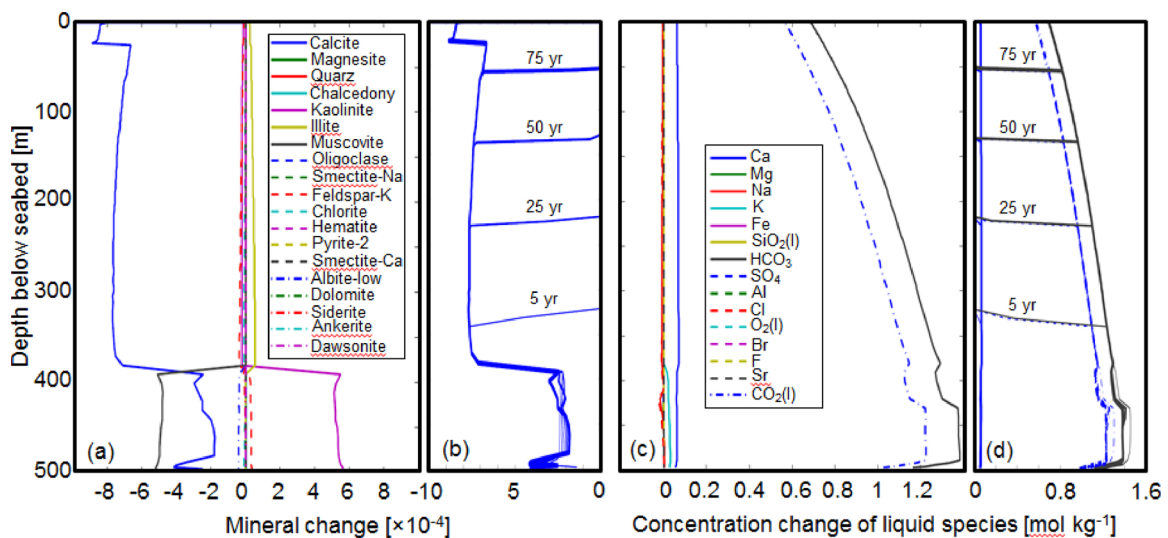 0
100
200
300
400
500
Depth below seabed [m]
Calcite
Magnesite
Quarz
Chalcedony
Kaolinite
Illite
Muscovite
Oligoclase
Smectite-Na
Feldspar-K
Chlorite
Hematite
Pyrite-2
Smectite-Ca
Albite-low
Dolomite
Siderite
Ankerite
Dawsonite
(a)
75 yr
50 yr
25 yr
5 yr
(b)
Ca
Mg
Na
K
Fe
SiO₂(l)
HCO₃
SO₄
Al
Cl
O₂(l)
Br
F
Sr
CO₂(l)
(c)
75 yr
50 yr
25 yr
5 yr
(d)
-8 -6 -4 -2 0 2 4 6 8 -10 5 0
0 0.2 0.4 0.6 0.8 1 1.2 0 0.4 0.8 1.2 1.6
Mineral change [×10⁻⁴]
Concentration change of liquid species [mol kg⁻¹]